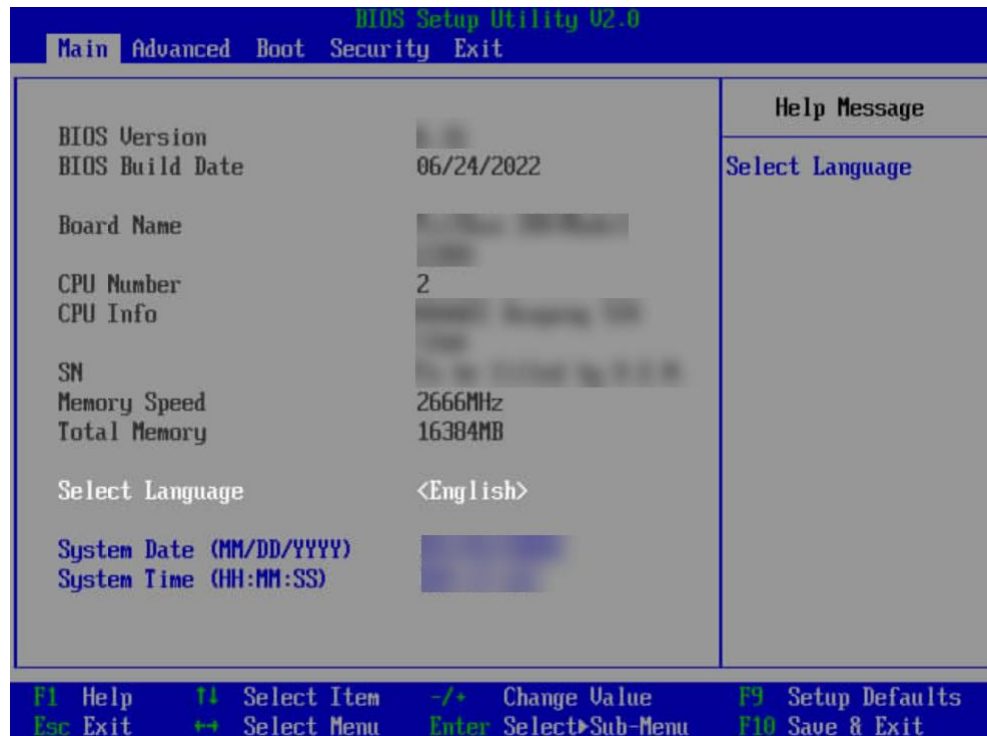 BIOS Setup Utility V2.0
Main Advanced Boot Security Exit
Help Message
Select Language
BIOS Version
BIOS Build Date 06/24/2022
Board Name
CPU Number 2
CPU Info
SN
Memory Speed 2666MHz
Total Memory 16384MB
Select Language <English>
System Date (MM/DD/YYYY)
System Time (HH:MM:SS)
F1 Help ↑↓ Select Item -/+ Change Value F9 Setup Defaults
Esc Exit ↔ Select Menu Enter Select▶Sub-Menu F10 Save & Exit